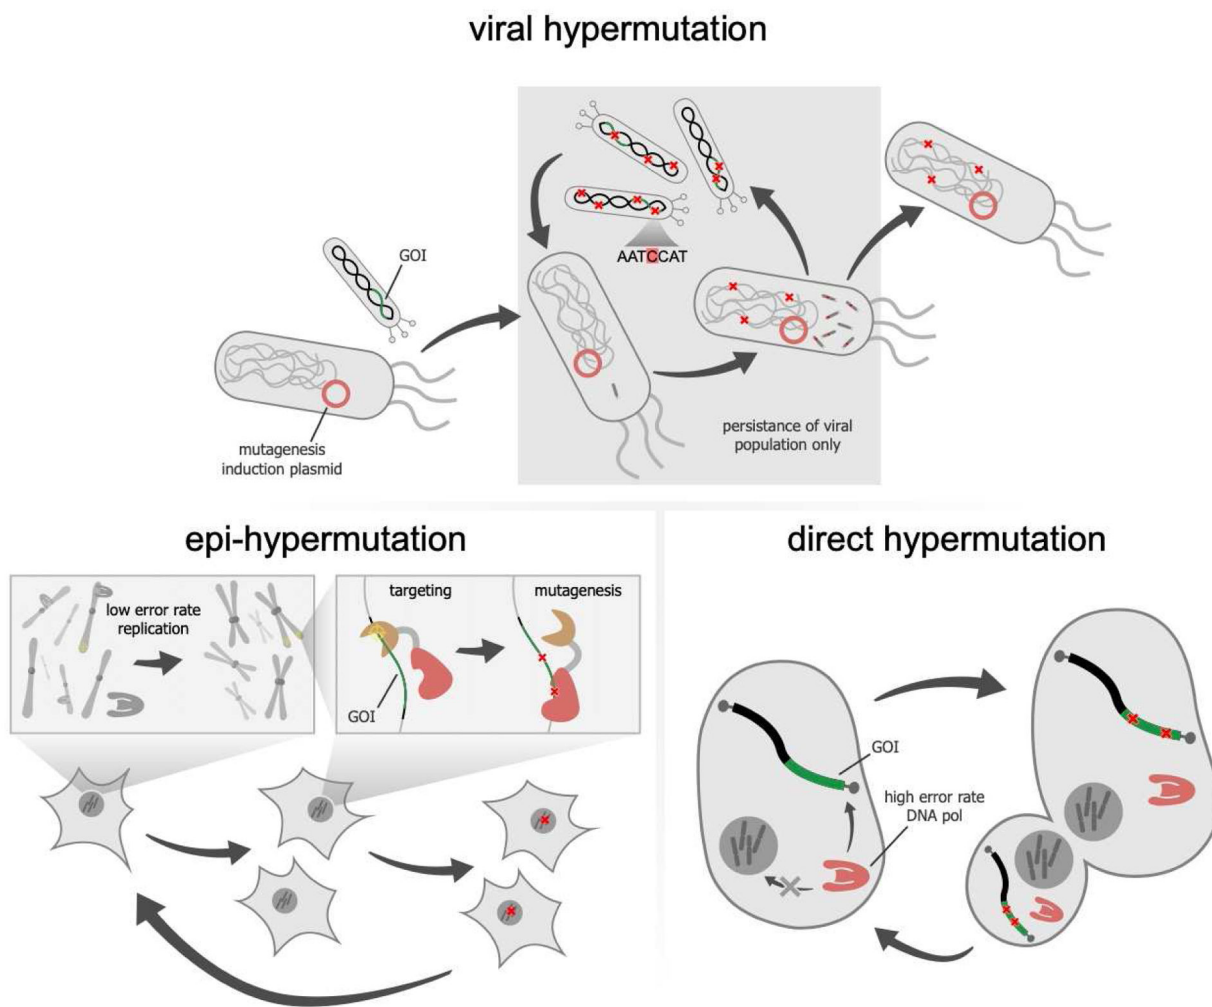 viral hypermutation
GOI
AATCCAT
mutagenesis
induction plasmid
persistance of viral
population only
epi-hypermutation
low error rate
replication
targeting
mutagenesis
GOI
direct hypermutation
GOI
high error rate
DNA pol